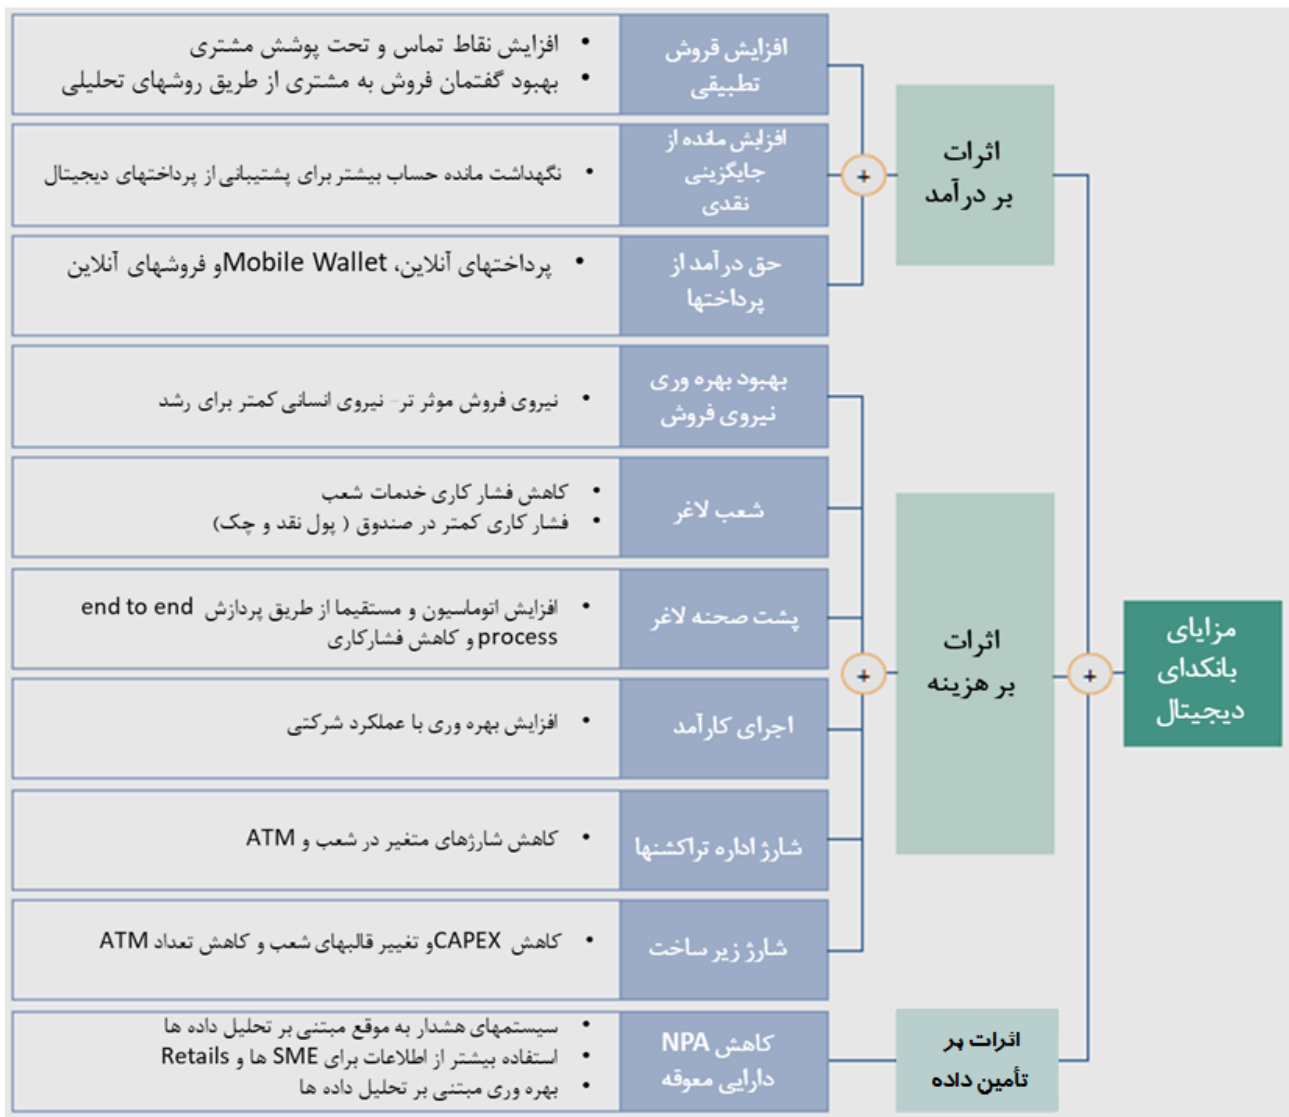 مزایای
بانکدای
دیجیتال
+
اثرات
بر درآمد
+
افزایش قروش
تطبیقی
• افزایش نقاط تماس و تحت پوشش مشتری
• بهبود گفتمان فروش به مشتری از طریق روشهای تحلیلی
افزایش مانده از
جایگزینی
نقدی
• نگهداشت مانده حساب بیشتر برای پشتیبانی از پرداختهای دیجیتال
حق درآمد از
پرداختها
• پرداختهای آنلاین، Mobile Walletو فروشهای آنلاین
اثرات
بر هزینه
+
بهبود بهره وری
نیروی فروش
• نیروی فروش موثر تر- نیروی انسانی کمتر برای رشد
شعب لاغر
• کاهش فشار کاری خدمات شعب
• فشار کاری کمتر در صندوق ( پول نقد و چک)
پشت صحنه لاغر
• افزایش اتوماسیون و مستقیما از طریق پردازش end to end
processو کاهش فشارکاری
اجرای کارآمد
• افزایش بهره وری با عملکرد شرکتی
شارژ اداره تراکشنها
• کاهش شارژهای متغیر در شعب و ATM
شارژ زیر ساخت
• کاهش CAPEXو تغییر قالبهای شعب و کاهش تعداد ATM
اثرات بر
تأمین داده
کاهش NPA
دارایی معوقه
• سیستمهای هشدار به موقع مبتنی بر تحلیل داده ها
• استفاده بیشتر از اطلاعات برای SME ها و Retails
• بهره وری مبتنی بر تحلیل داده ها